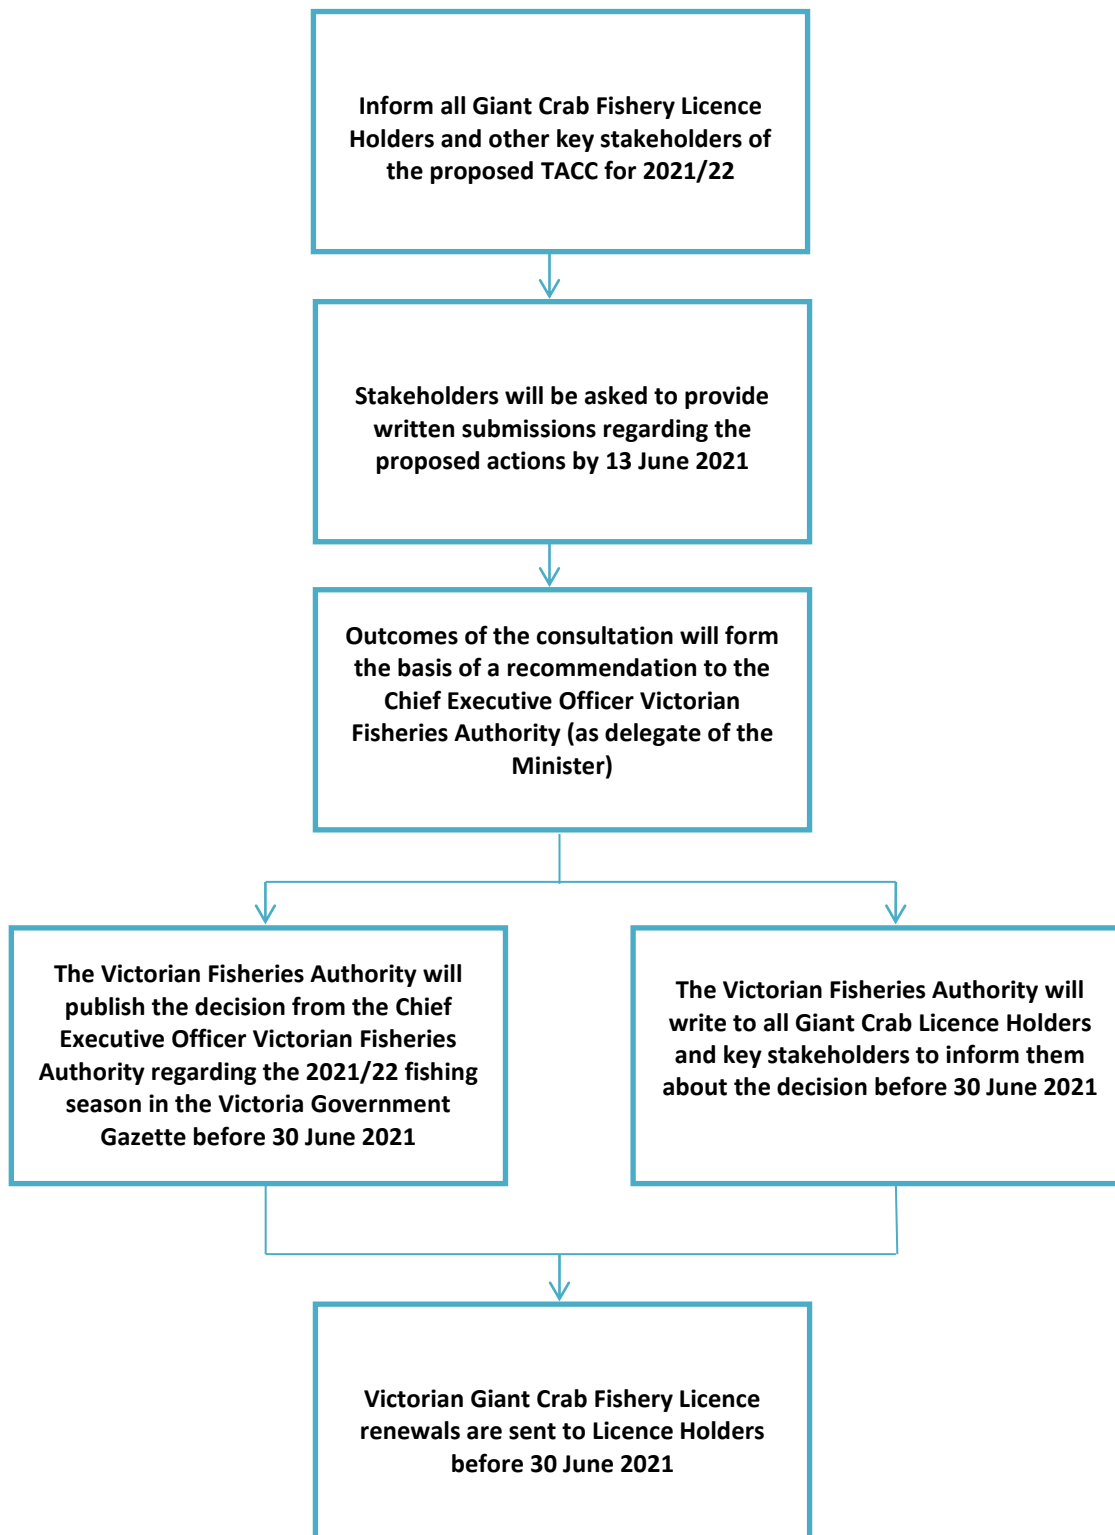 Inform all Giant Crab Fishery Licence
Holders and other key stakeholders of
the proposed TACC for 2021/22
Stakeholders will be asked to provide
written submissions regarding the
proposed actions by 13 June 2021
Outcomes of the consultation will form
the basis of a recommendation to the
Chief Executive Officer Victorian
Fisheries Authority (as delegate of the
Minister)
The Victorian Fisheries Authority will
publish the decision from the Chief
Executive Officer Victorian Fisheries
Authority regarding the 2021/22 fishing
season in the Victoria Government
Gazette before 30 June 2021
The Victorian Fisheries Authority will
write to all Giant Crab Licence Holders
and key stakeholders to inform them
about the decision before 30 June 2021
Victorian Giant Crab Fishery Licence
renewals are sent to Licence Holders
before 30 June 2021